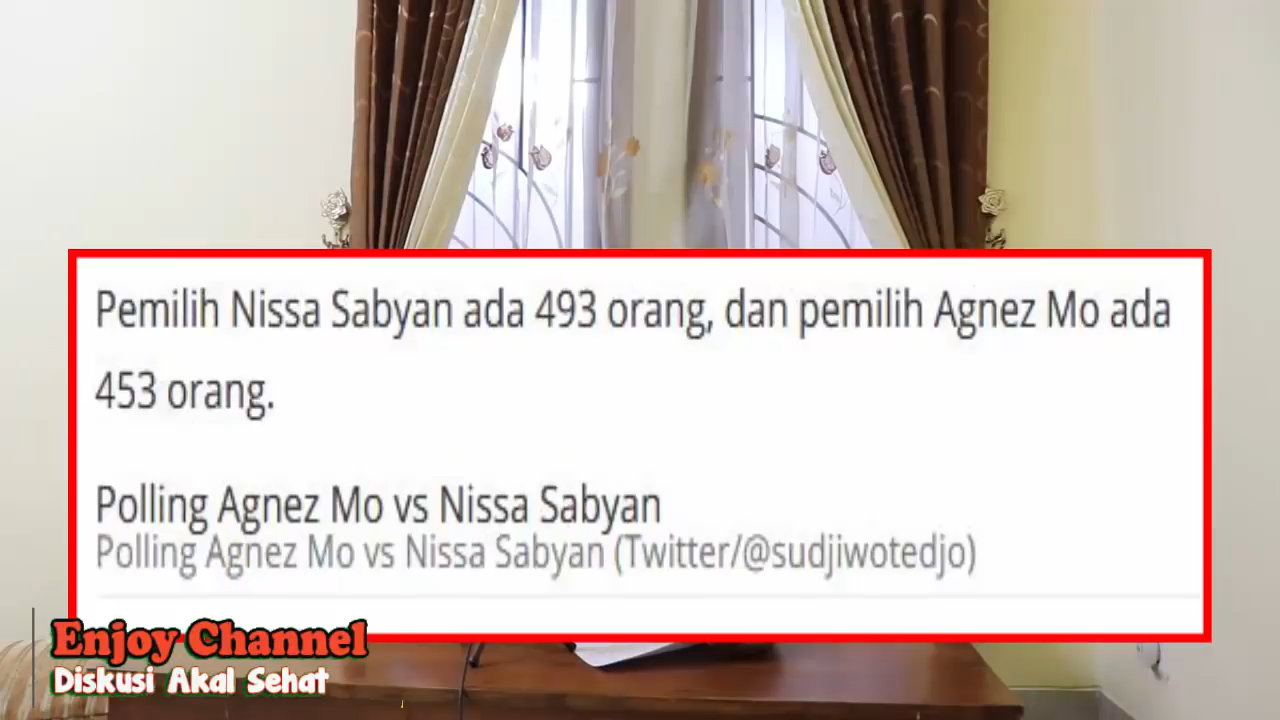 Pemilih Nissa Sabyan ada 493 orang, dan pemilih Agnez Mo ada
453 orang.
Polling Agnez Mo vs Nissa Sabyan
Polling Agnez Mo vs Nissa Sabyan (Twitter/@sudjiwotedjo)
Enjoy Channel
Diskusi Akal Sehat